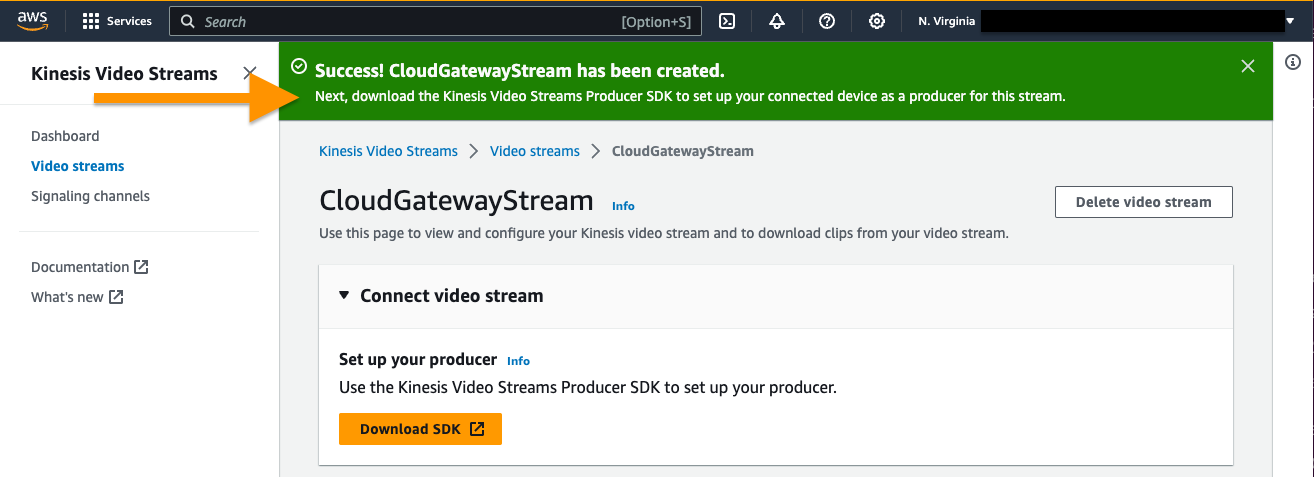 aws
Services
Search
[Option+S]
N. Virginia
Kinesis Video Streams
Success! CloudGatewayStream has been created.
Next, download the Kinesis Video Streams Producer SDK to set up your connected device as a producer for this stream.
Dashboard
Video streams
Signaling channels
Documentation
What's new
Kinesis Video Streams
Video streams
CloudGatewayStream
CloudGatewayStream Info
Delete video stream
Use this page to view and configure your Kinesis video stream and to download clips from your video stream.
Connect video stream
Set up your producer Info
Use the Kinesis Video Streams Producer SDK to set up your producer.
Download SDK